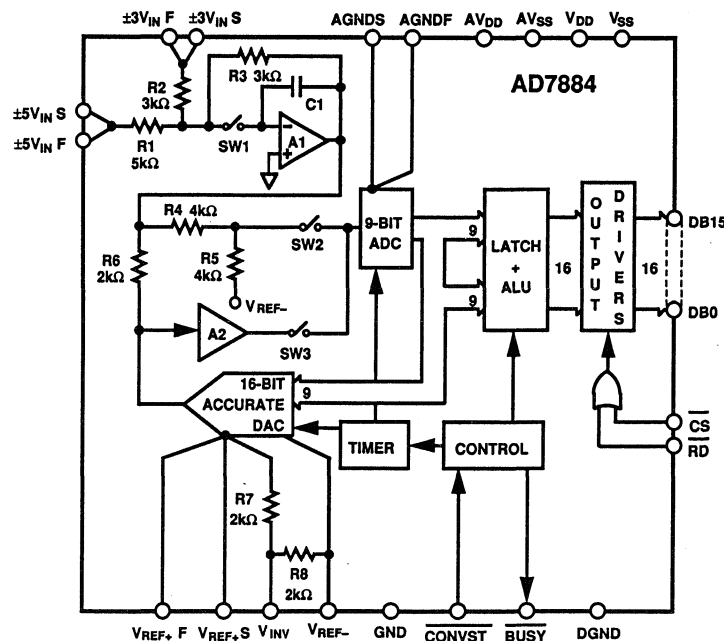 ±3VIN F
±3VIN S
AGNDS
AGNDF
AVDD
AVSS
VDD
VSS
AD7884
R3 3kΩ
C1
R2
3kΩ
±5VIN S
±5VIN F
R1
5kΩ
SW1
A1
−
+
R4 4kΩ
SW2
R6
2kΩ
R5
4kΩ
VREF−
A2
SW3
9-BIT
ADC
9
9
LATCH
+
ALU
16
OUTPUT
DRIVERS
16
DB15
DB0
16-BIT
ACCURATE
DAC
9
TIMER
CONTROL
CS
RD
R7
2kΩ
R8
2kΩ
VREF+ F
VREF+S
VINV
VREF−
GND
CONVST
BUSY
DGND